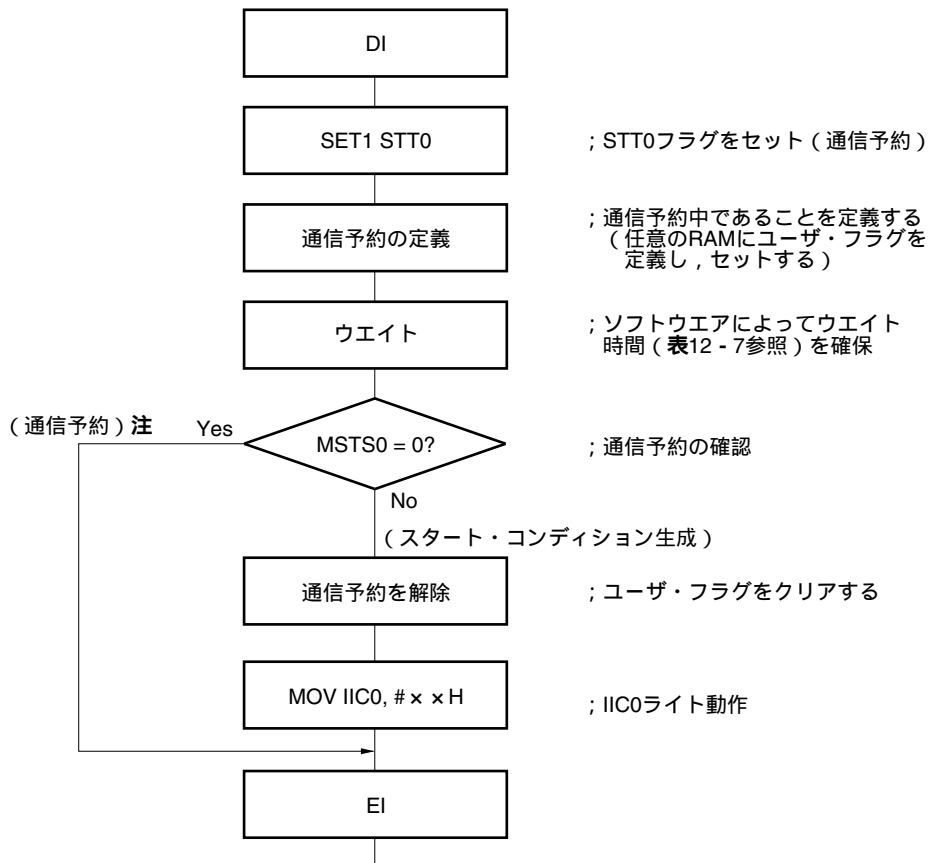 DI
SET1 STT0
;STT0フラグをセット(通信予約)
通信予約の定義
;通信予約中であることを定義する
(任意のRAMにユーザ・フラグを
定義し,セットする)
ウエイト
;ソフトウエアによってウエイト
時間(表12-7参照)を確保
(通信予約)注
Yes
MSTS0 = 0?
;通信予約の確認
No
(スタート・コンディション生成)
通信予約を解除
;ユーザ・フラグをクリアする
MOV IIC0, #××H
;IIC0ライト動作
EI